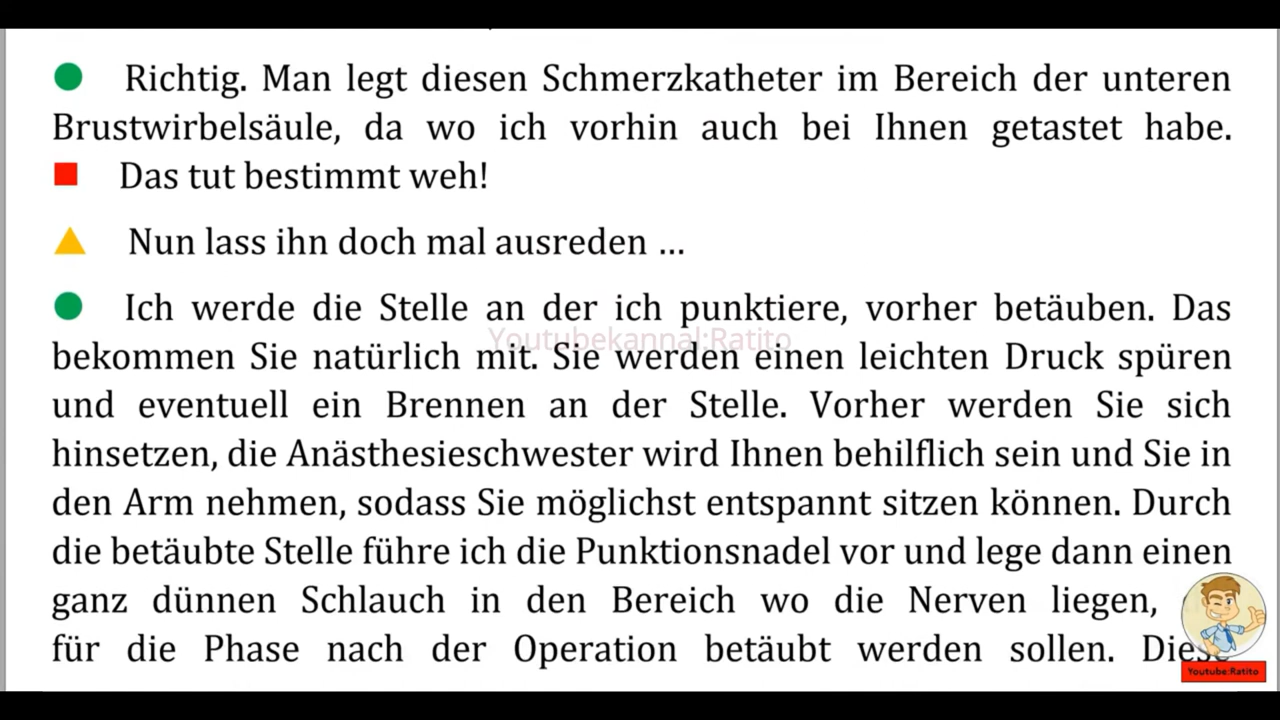 Richtig. Man legt diesen Schmerzkatheter im Bereich der unteren
Brustwirbelsäule, da wo ich vorhin auch bei Ihnen getastet habe.
Das tut bestimmt weh!
Nun lass ihn doch mal ausreden ...
Ich werde die Stelle an der ich punktiere, vorher betäuben. Das
Youtubekannal:Ratito
bekommen Sie natürlich mit. Sie werden einen leichten Druck spüren
und eventuell ein Brennen an der Stelle. Vorher werden Sie sich
hinsetzen, die Anästhesieschwester wird Ihnen behilflich sein und Sie in
den Arm nehmen, sodass Sie möglichst entspannt sitzen können. Durch
die betäubte Stelle führe ich die Punktionsnadel vor und lege dann einen
ganz dünnen Schlauch in den Bereich wo die Nerven liegen,
für die Phase nach der Operation betäubt werden sollen. Diese
Youtube:Ratito